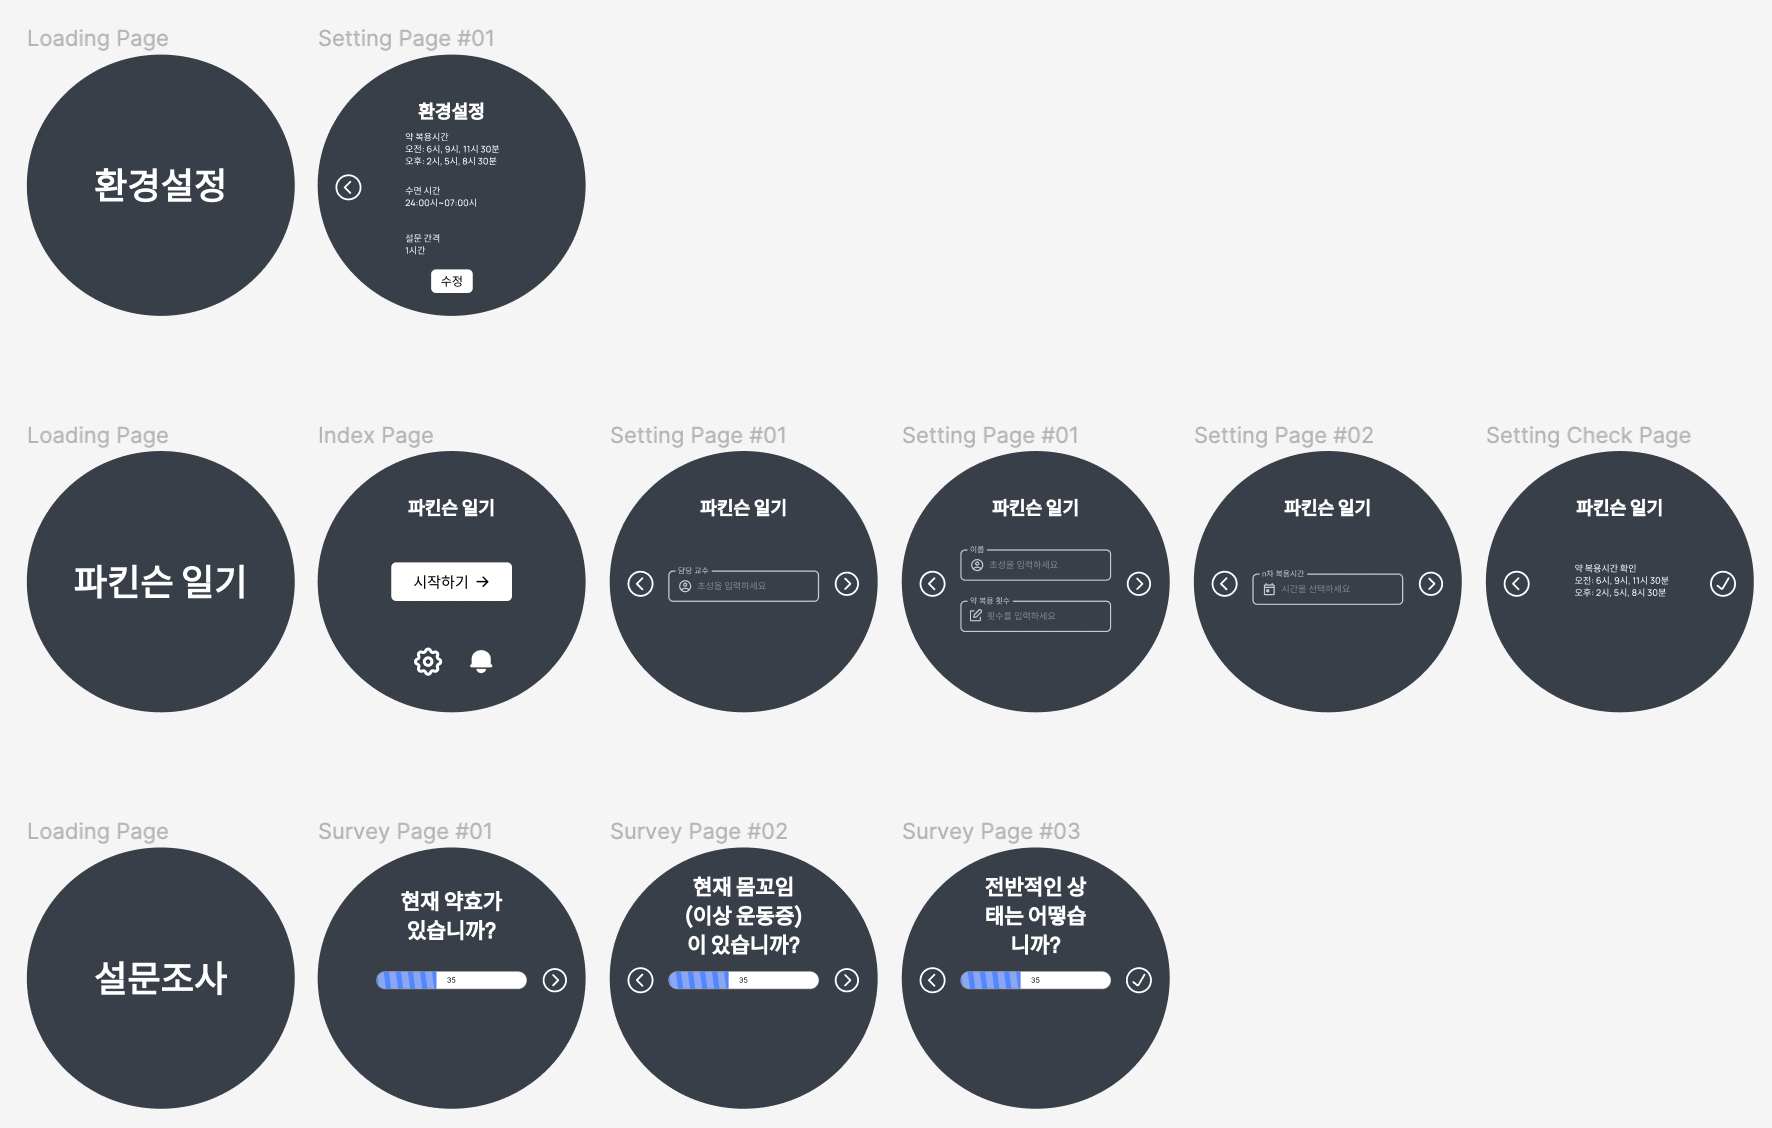 Loading Page
환경설정
Setting Page #01
환경설정
약 복용시간
오전: 6시, 9시, 11시 30분
오후: 2시, 5시, 8시 30분
수면 시간
24:00시~07:00시
설문 간격
1시간
수정
Loading Page
파킨슨 일기
Index Page
파킨슨 일기
시작하기
Setting Page #01
파킨슨 일기
담당 교수
초성을 입력하세요
Setting Page #01
파킨슨 일기
이름
초성을 입력하세요
약 복용 횟수
횟수를 입력하세요
Setting Page #02
파킨슨 일기
n차 복용시간
시간을 선택하세요
Setting Check Page
파킨슨 일기
약 복용시간 확인
오전: 6시, 9시, 11시 30분
오후: 2시, 5시, 8시 30분
Loading Page
설문조사
Survey Page #01
현재 약효가
있습니까?
35
Survey Page #02
현재 몸꼬임
(이상 운동증)
이 있습니까?
35
Survey Page #03
전반적인 상
태는 어떻습
니까?
35